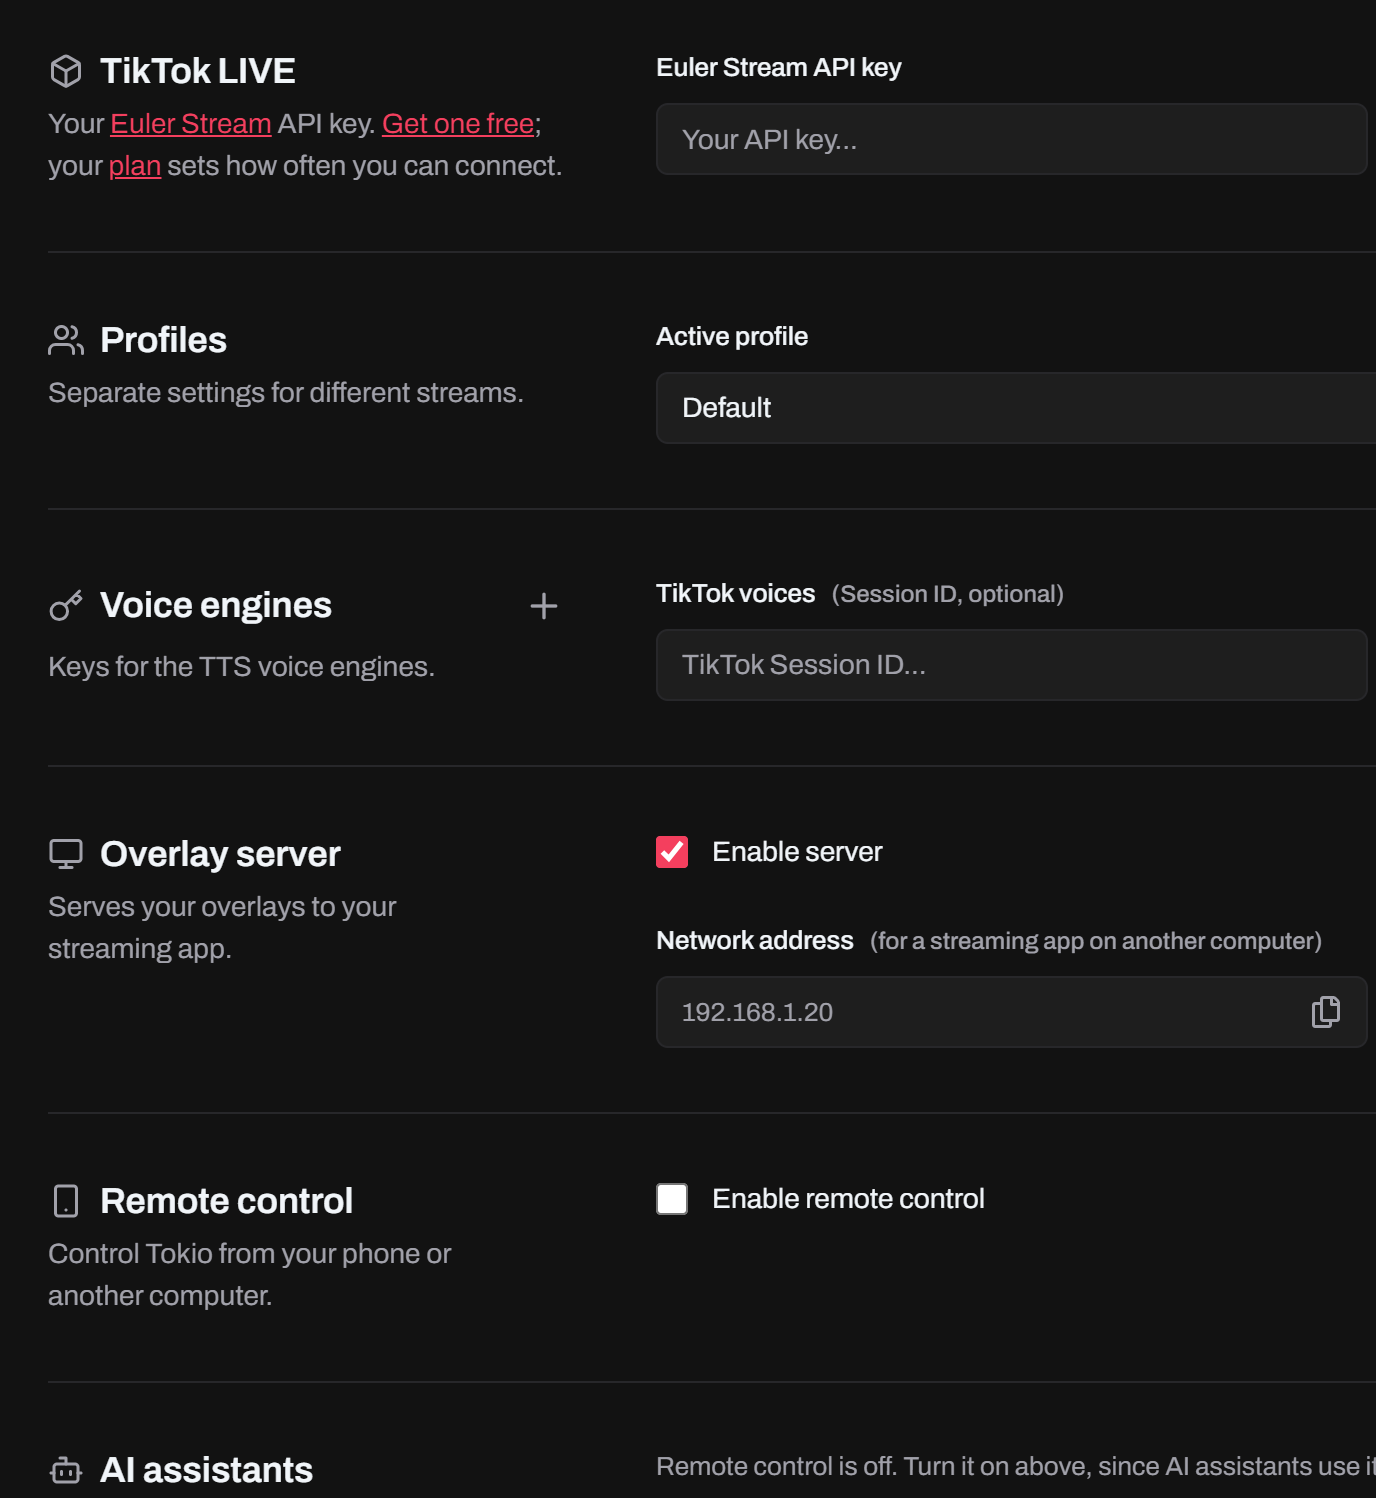 TikTok LIVE
Your Euler Stream API key. Get one free;
your plan sets how often you can connect.
Euler Stream API key
Your API key...
Profiles
Separate settings for different streams.
Active profile
Default
Voice engines
Keys for the TTS voice engines.
TikTok voices (Session ID, optional)
TikTok Session ID...
Overlay server
Serves your overlays to your
streaming app.
Enable server
Network address (for a streaming app on another computer)
192.168.1.20
Remote control
Control Tokio from your phone or
another computer.
Enable remote control
AI assistants
Remote control is off. Turn it on above, since AI assistants use it